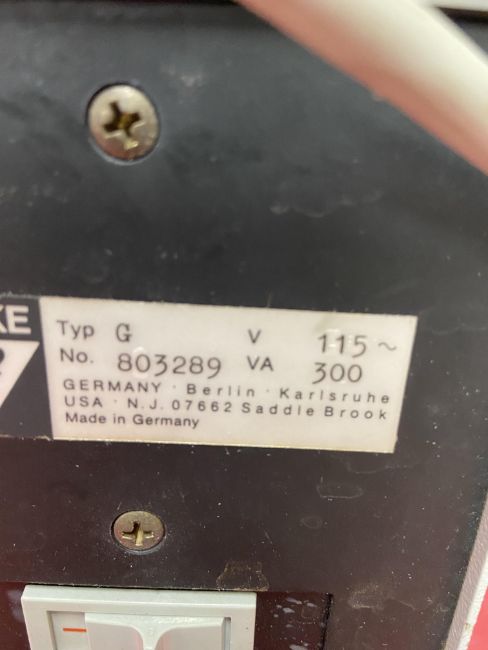 KE
Typ G V 115 ~
No. 803289 VA 300
GERMANY · Berlin · Karlsruhe
USA · N.J. 07662 Saddle Brook
Made in Germany